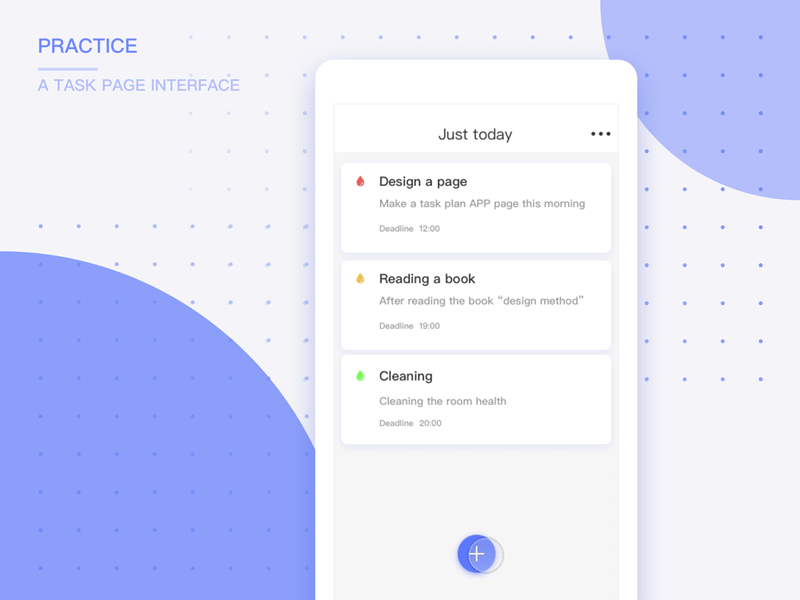 PRACTICE
A TASK PAGE INTERFACE
Just today
Design a page
Make a task plan APP page this morning
Deadline 12:00
Reading a book
After reading the book “design method”
Deadline 19:00
Cleaning
Cleaning the room health
Deadline 20:00